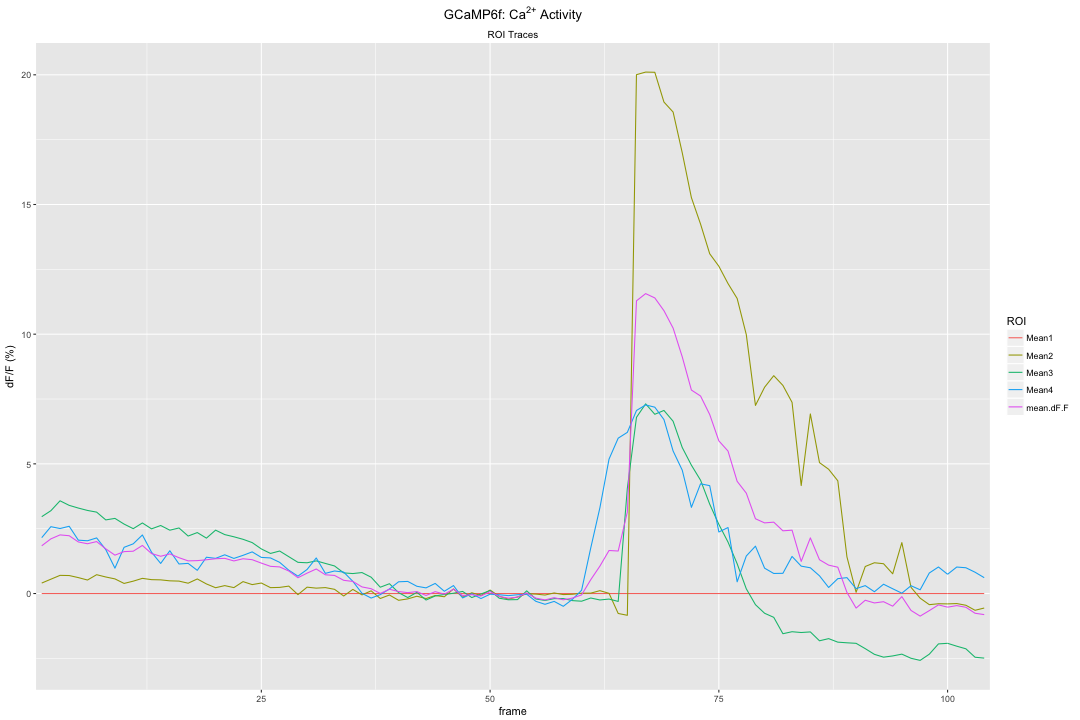 GCaMP6f: Ca²⁺ Activity
ROI Traces
dF/F (%)
20
15
10
5
0
25
50
75
100
frame
ROI
Mean1
Mean2
Mean3
Mean4
mean.dF.F